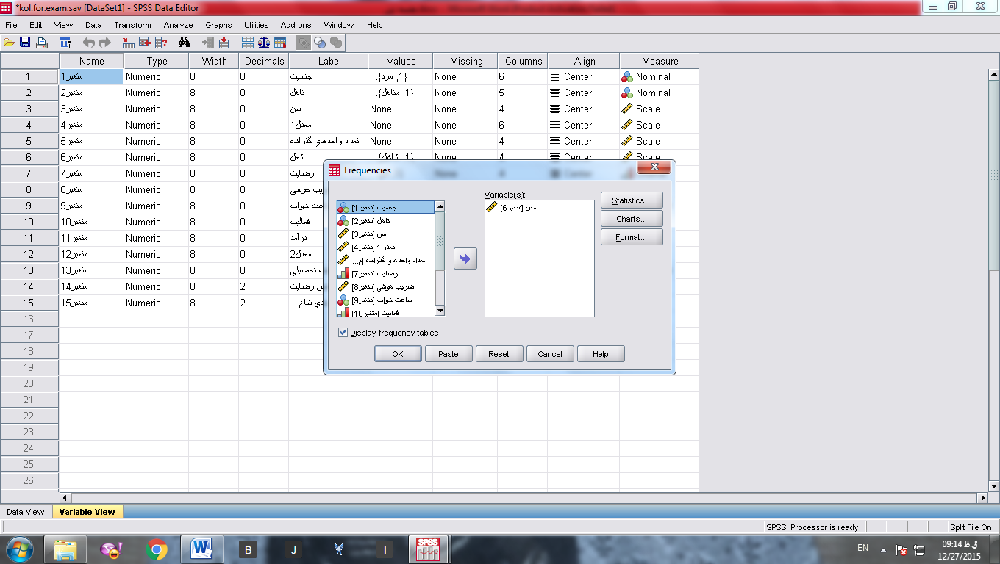 *kol.for.exam.sav [DataSet1] - SPSS Data Editor
File Edit View Data Transform Analyze Graphs Utilities Add-ons Window Help
Name Type Width Decimals Label Values Missing Columns Align Measure
1 متغير1 Numeric 8 0 جنسيت {1, مرد}... None 6 Center Nominal
2 متغير2 Numeric 8 0 تاهل {1, متاهل}... None 5 Center Nominal
3 متغير3 Numeric 8 0 سن None None 4 Center Scale
4 متغير4 Numeric 8 0 معدل1 None None 6 Center Scale
5 متغير5 Numeric 8 0 تعداد واحدهاي گذرانده None None 4 Center Scale
6 متغير6 Numeric 8 0 شغل {1, شاغل}... None 4 Center Scale
7 متغير7 Numeric 8 0 رضايت None 4 Center
8 متغير8 Numeric 8 0 يب هوشي
9 متغير9 Numeric 8 0 اعت خواب
10 متغير10 Numeric 8 0 فعاليت
11 متغير11 Numeric 8 0 درآمد
12 متغير12 Numeric 8 0 معدل2
13 متغير13 Numeric 8 0 ه تحصيلي
14 متغير14 Numeric 8 2 س رضايت
15 متغير15 Numeric 8 2 دي شاخ...
16
17
18
19
20
21
22
23
24
25
26
Frequencies
جنسيت [متغير1]
تاهل [متغير2]
سن [متغير3]
معدل1 [متغير4]
تعداد واحدهاي گذرانده [م...
رضايت [متغير7]
ضريب هوشي [متغير8]
ساعت خواب [متغير9]
فعاليت [متغير10]
Variable(s):
شغل [متغير6]
Statistics...
Charts...
Format...
Display frequency tables
OK Paste Reset Cancel Help
Data View Variable View
SPSS Processor is ready Split File On
B J I SPSS EN
09:14 ق.ظ
12/27/2015